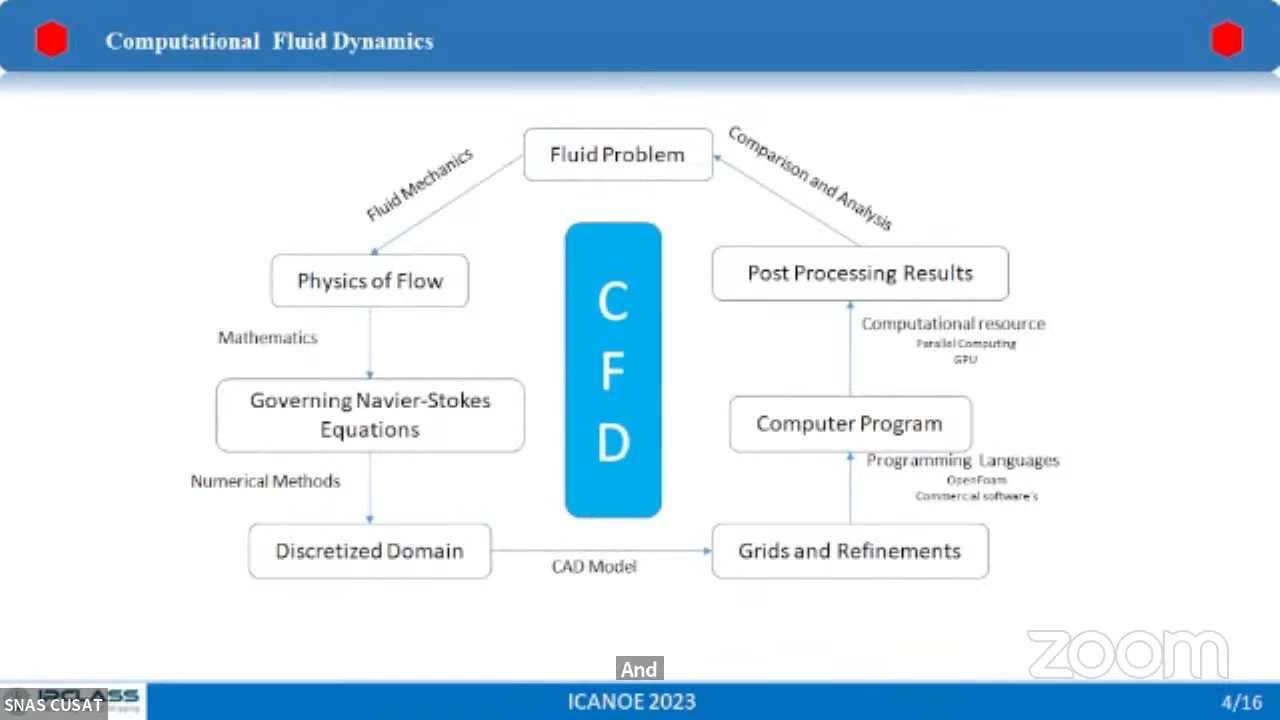 Computational Fluid Dynamics
Fluid Problem
Fluid Mechanics
Comparison and Analysis
Physics of Flow
Post Processing Results
Mathematics
Computational resource
Parallel Computing
GPU
Governing Navier-Stokes
Equations
C
F
D
Computer Program
Numerical Methods
Programming Languages
OpenFoam
Commercial software's
Discretized Domain
CAD Model
Grids and Refinements
zoom
And
IRCLASS
SNAS CUSAT
ICANOE 2023
4/16